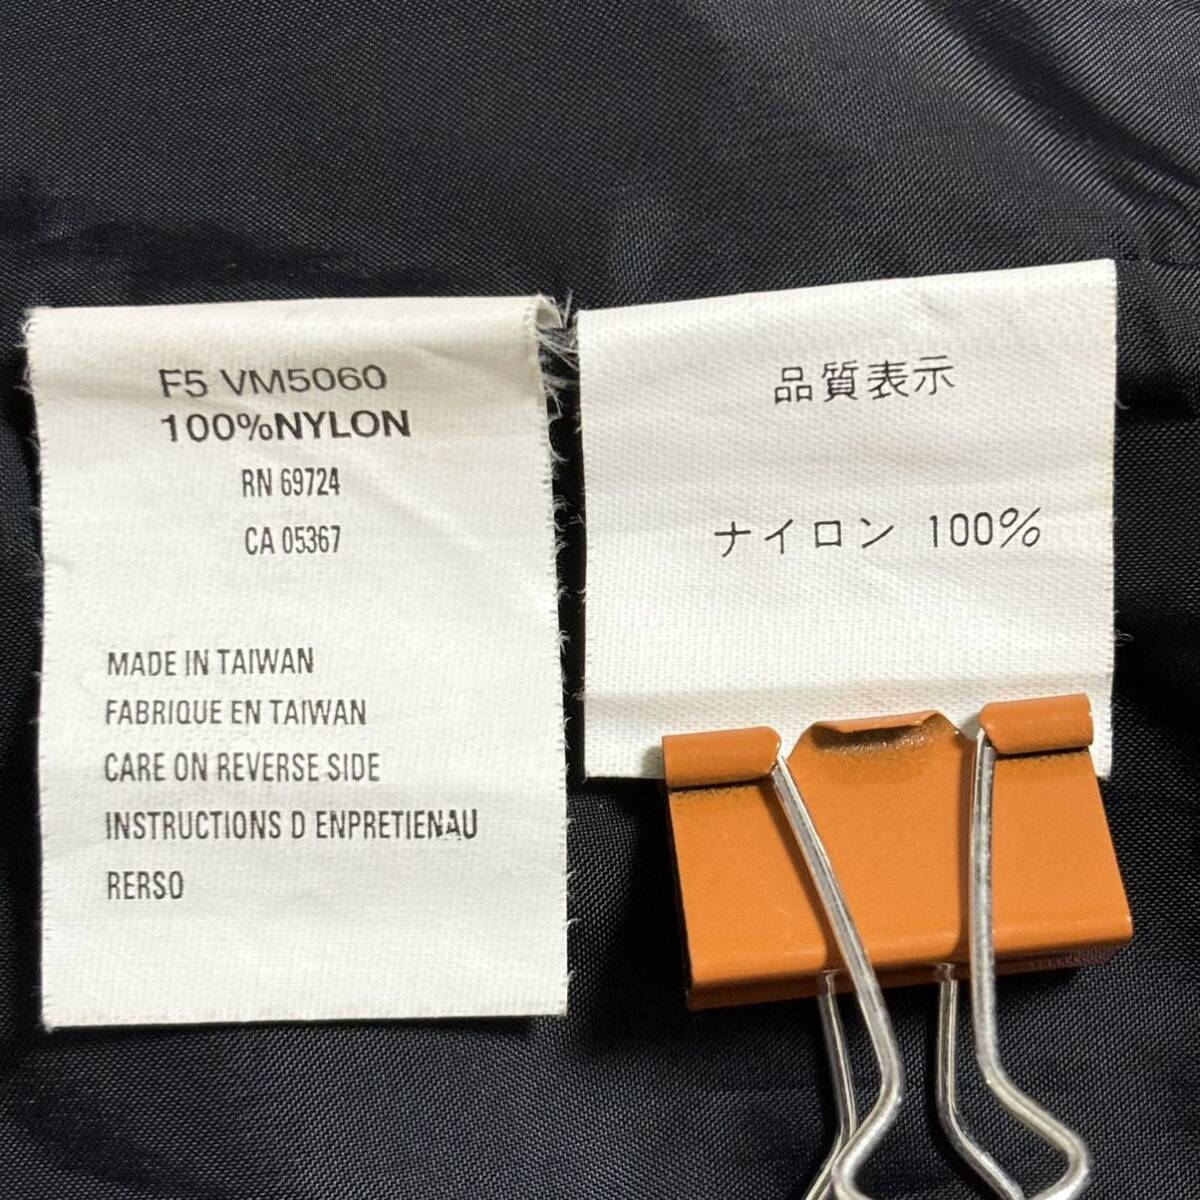 F5 VM5060
100%NYLON
RN 69724
CA 05367
MADE IN TAIWAN
FABRIQUE EN TAIWAN
CARE ON REVERSE SIDE
INSTRUCTIONS D ENPRETIENAU
RERSO
品質表示
ナイロン 100%